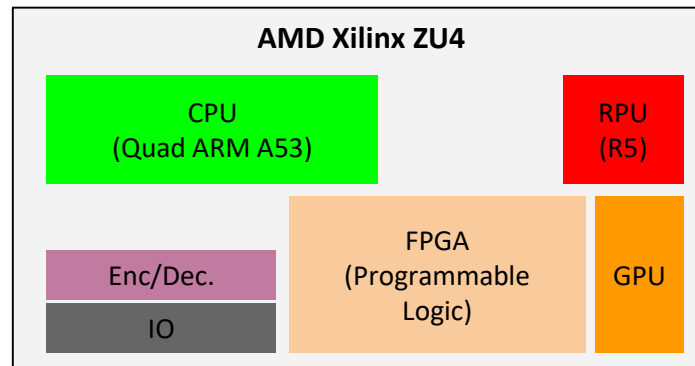 AMD Xilinx ZU4
CPU
(Quad ARM A53)
RPU
(R5)
Enc/Dec.
IO
FPGA
(Programmable
Logic)
GPU